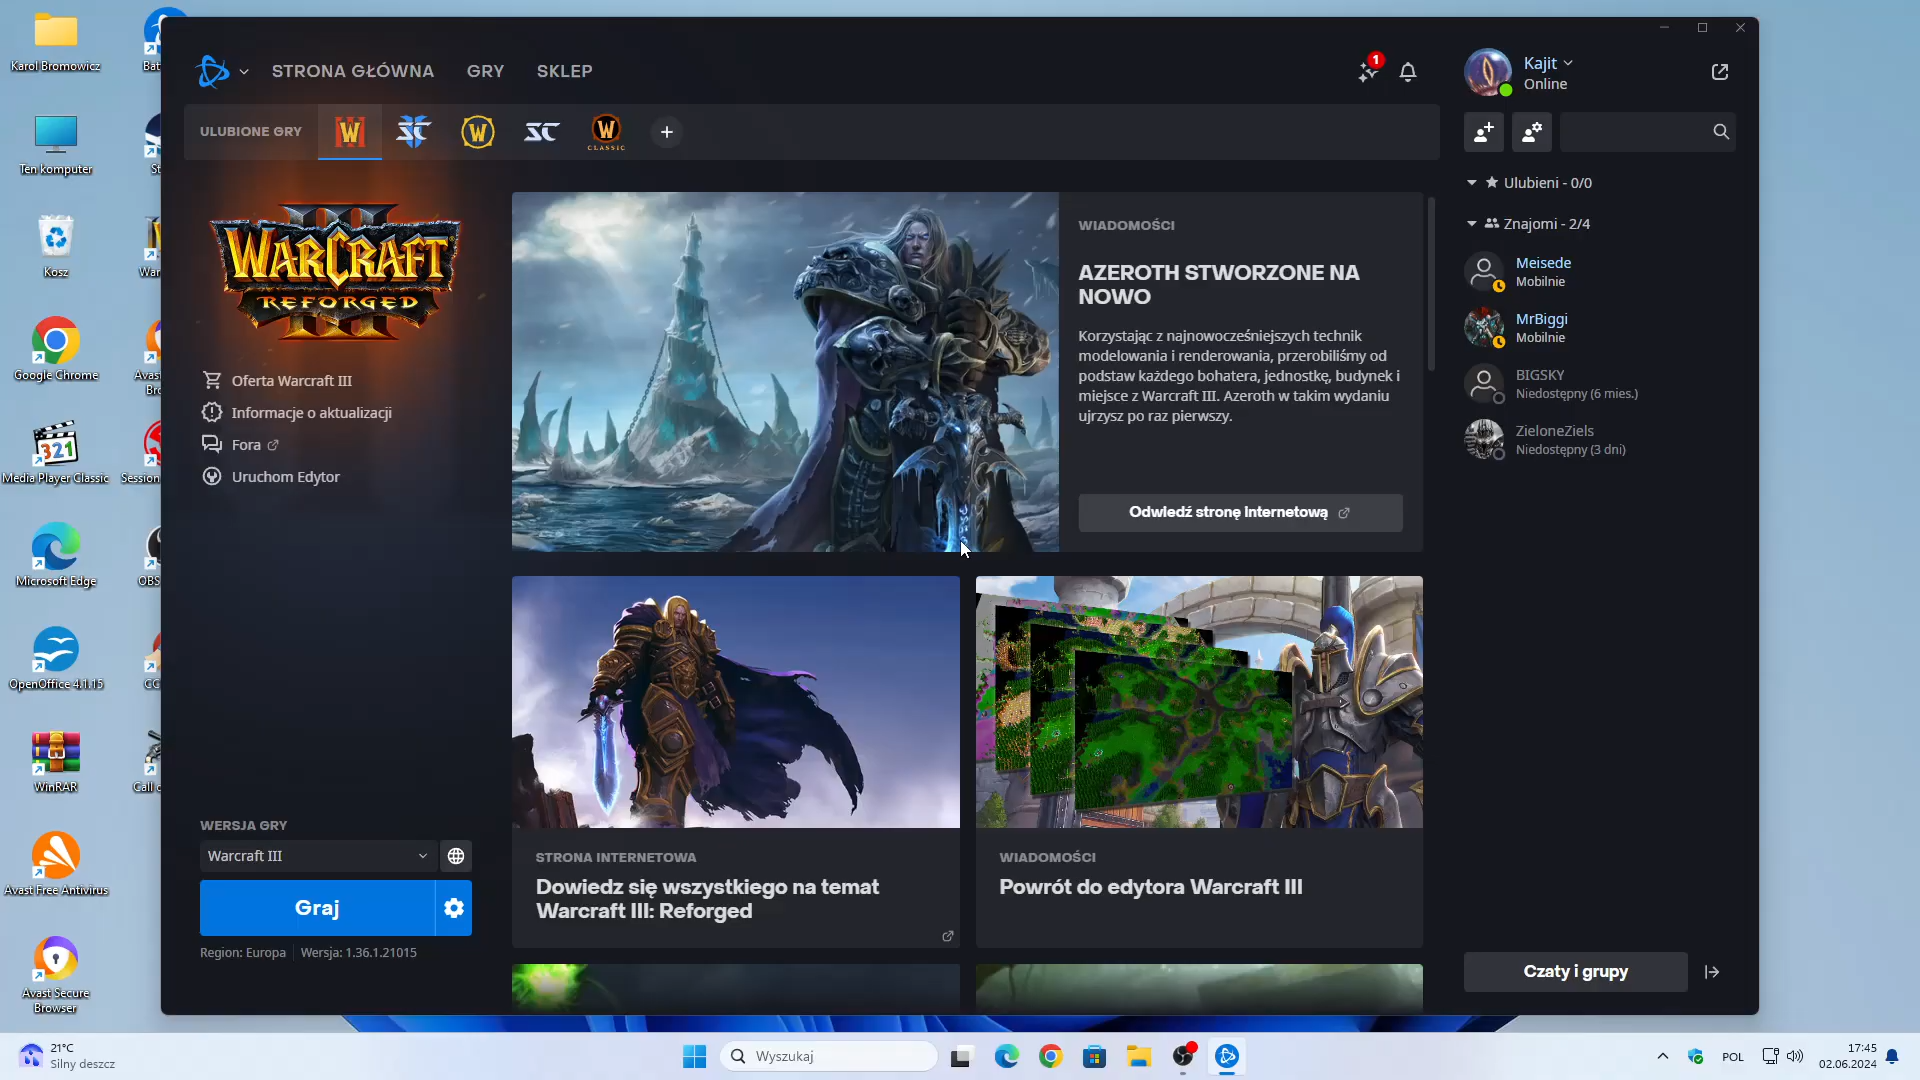 Karol Bromowicz
Ten komputer
Kosz
Google Chrome
Media Player Classic
Microsoft Edge
OpenOffice 4.1.15
WinRAR
Avast Free Antivirus
Avast Secure
Browser
STRONA GŁÓWNA
GRY
SKLEP
1
ULUBIONE GRY
CLASSIC
WARCRAFT
III
REFORGED
Oferta Warcraft III
Informacje o aktualizacji
Fora
Uruchom Edytor
WERSJA GRY
Warcraft III
Graj
Region: Europa
Wersja: 1.36.1.21015
WIADOMOŚCI
AZEROTH STWORZONE NA
NOWO
Korzystając z najnowocześniejszych technik
modelowania i renderowania, przerobiliśmy od
podstaw każdego bohatera, jednostkę, budynek i
miejsce z Warcraft III. Azeroth w takim wydaniu
ujrzysz po raz pierwszy.
Odwiedź stronę internetową
STRONA INTERNETOWA
Dowiedz się wszystkiego na temat
Warcraft III: Reforged
WIADOMOŚCI
Powrót do edytora Warcraft III
Kajit
Online
Ulubieni - 0/0
Znajomi - 2/4
Meisede
Mobilnie
MrBiggi
Mobilnie
BIGSKY
Niedostępny (6 mies.)
ZieloneZiels
Niedostępny (3 dni)
Czaty i grupy
21°C
Silny deszcz
Wyszukaj
POL
17:45
02.06.2024